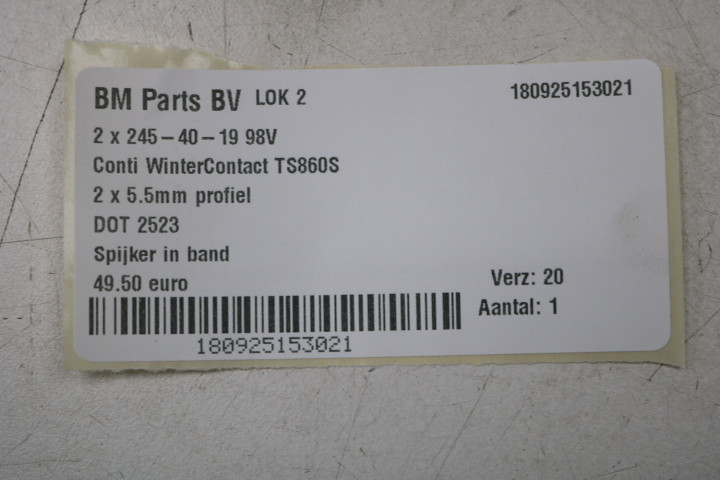 BM Parts BV LOK 2 180925153021
2 x 245-40-19 98V
Conti WinterContact TS860S
2 x 5.5mm profiel
DOT 2523
Spijker in band
49.50 euro
Verz: 20
Aantal: 1
180925153021